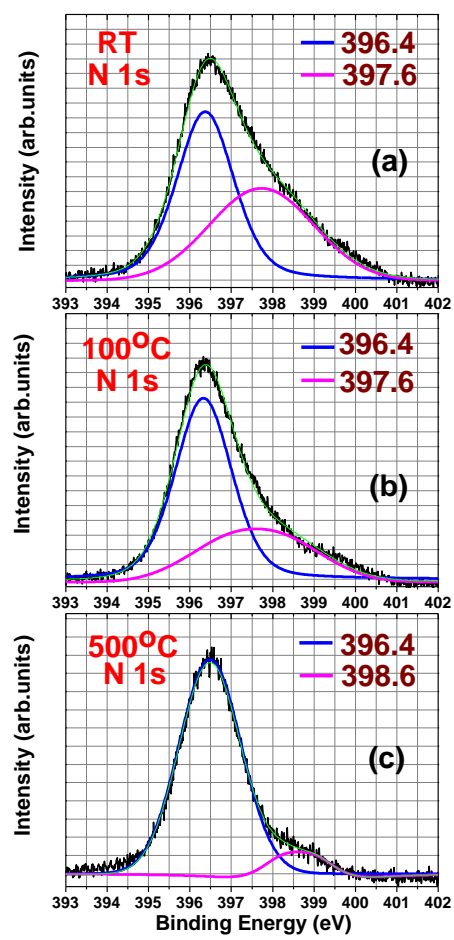 RT
N 1s
396.4
397.6
(a)
Intensity (arb.units)
393 394 395 396 397 398 399 400 401 402
100°C
N 1s
396.4
397.6
(b)
Intensity (arb.units)
393 394 395 396 397 398 399 400 401 402
500°C
N 1s
396.4
398.6
(c)
Intensity (arb.units)
393 394 395 396 397 398 399 400 401 402
Binding Energy (eV)